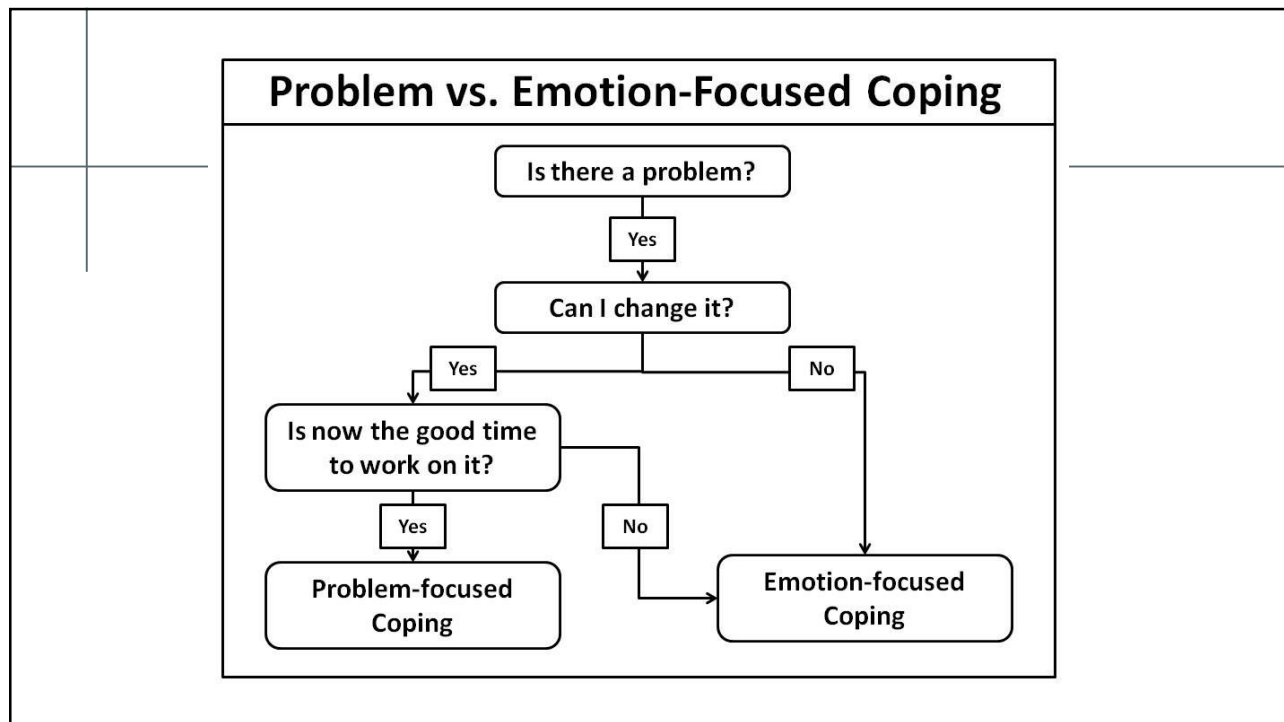 Problem vs. Emotion-Focused Coping
Is there a problem?
Yes
Can I change it?
Yes
No
Is now the good time
to work on it?
Yes
No
Problem-focused
Coping
Emotion-focused
Coping